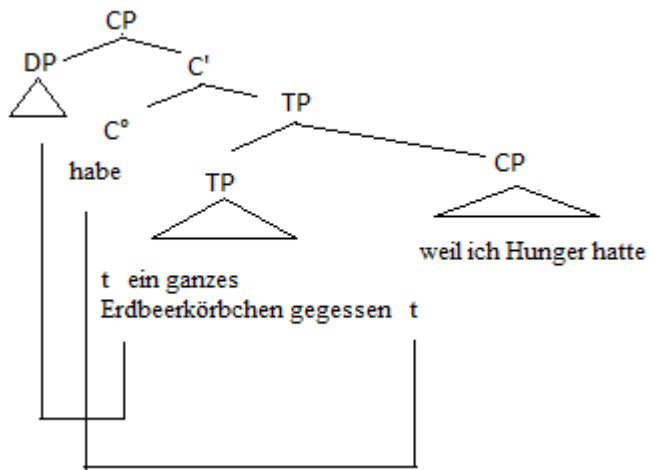 CP
DP
C'
C°
TP
habe
TP
CP
weil ich Hunger hatte
t ein ganzes
Erdbeerkörbchen gegessen t